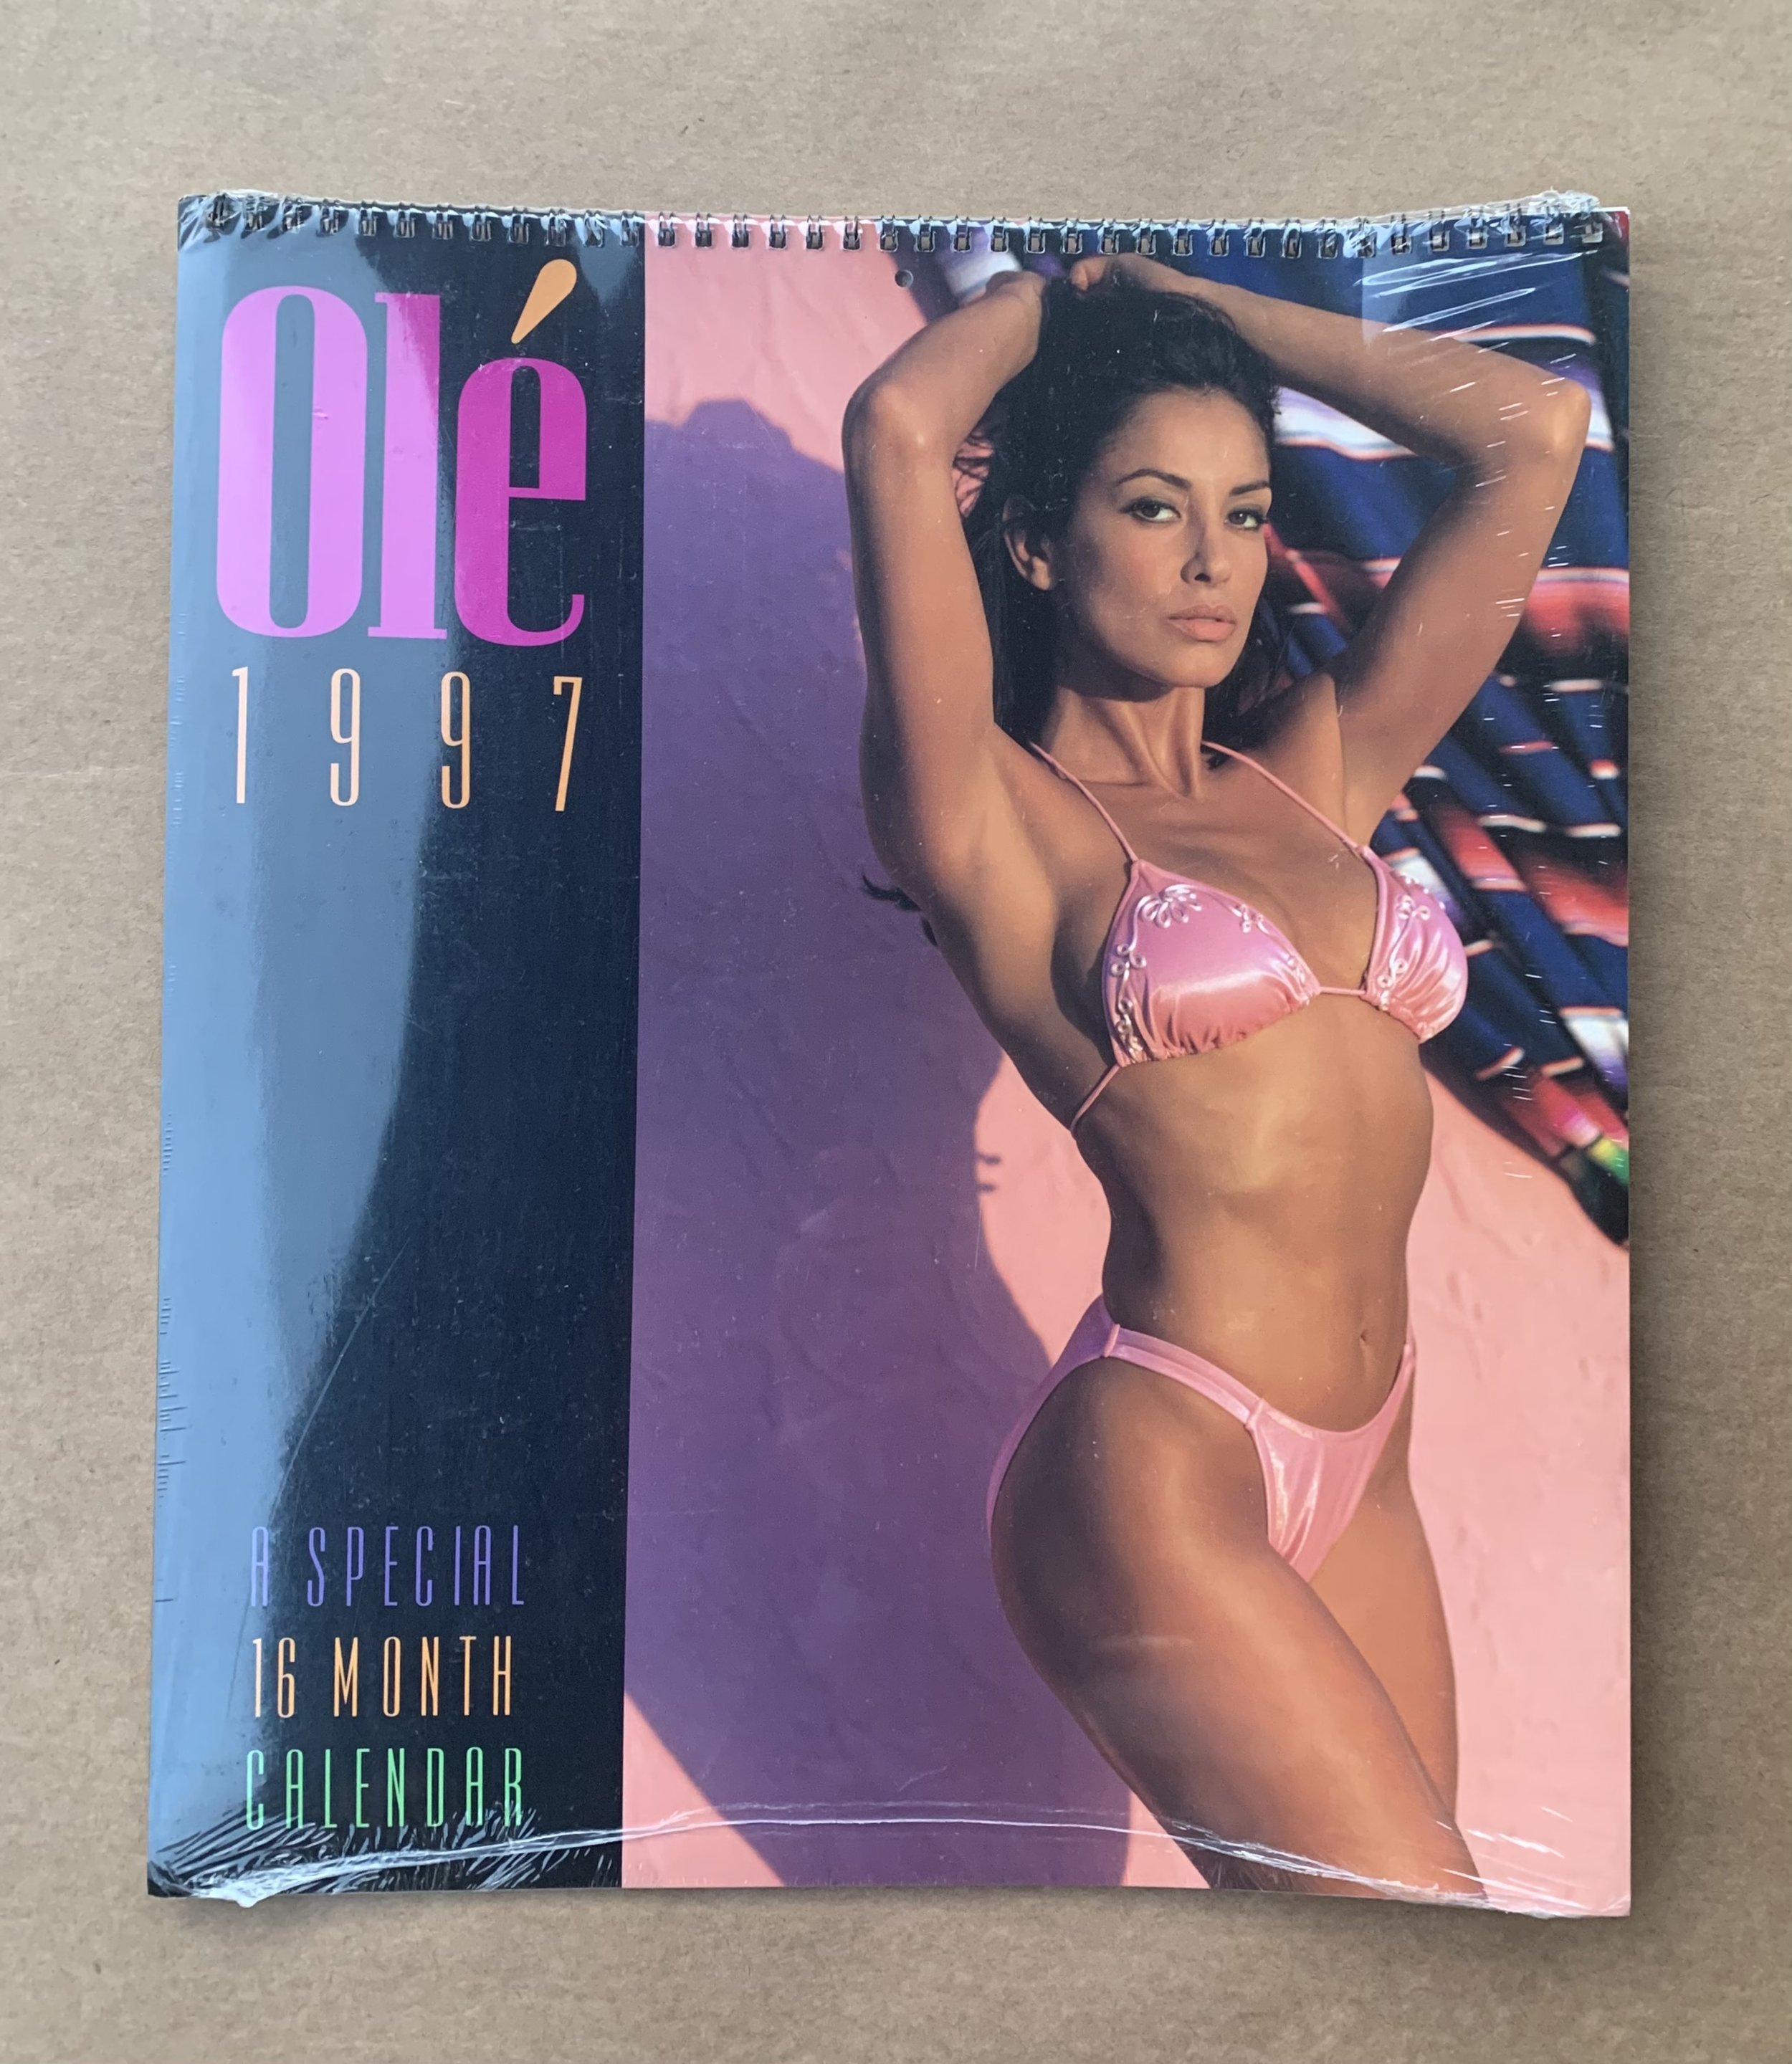 Olé
1997
A SPECIAL
16 MONTH
CALENDAR